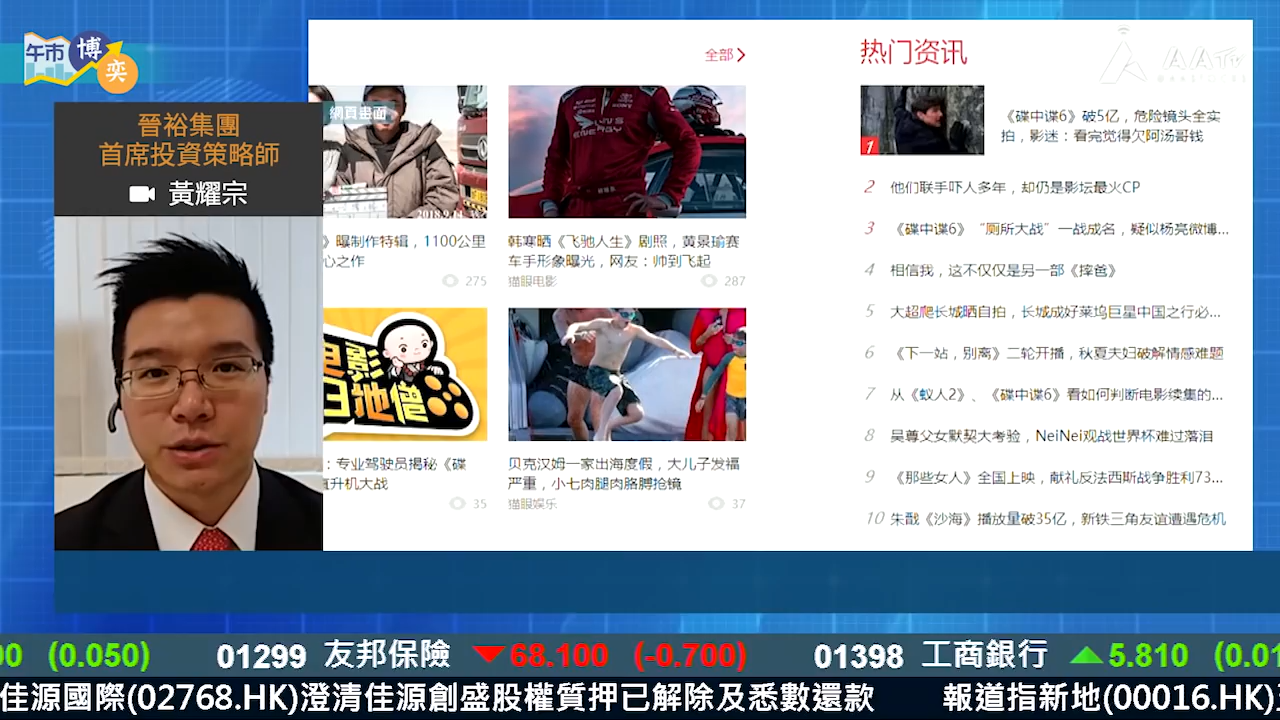 午市
博
奕
晉裕集團
首席投資策略師
黃耀宗
網頁畫面
2018.9.14
全部
》曝制作特辑，1100公里
心之作
275
韩寒晒《飞驰人生》剧照，黄景瑜赛
车手形象曝光，网友：帅到飞起
猫眼电影
287
：专业驾驶员揭秘《碟
直升机大战
35
贝克汉姆一家出海度假，大儿子发福
严重，小七肉腿肉胳膊抢镜
猫眼娱乐
37
热门资讯
AATV
1
《碟中谍6》破5亿，危险镜头全实
拍，影迷：看完觉得欠阿汤哥钱
2 他们联手吓人多年，却仍是影坛最火CP
3 《碟中谍6》“厕所大战”一战成名，疑似杨亮微博...
4 相信我，这不仅仅是另一部《摔爸》
5 大超爬长城晒自拍，长城成好莱坞巨星中国之行必...
6 《下一站，别离》二轮开播，秋夏夫妇破解情感难题
7 从《蚁人2》、《碟中谍6》看如何判断电影续集的...
8 吴尊父女默契大考验，NeiNei观战世界杯难过落泪
9 《那些女人》全国上映，献礼反法西斯战争胜利73...
10 朱戬《沙海》播放量破35亿，新铁三角友谊遭遇危机
(0.050) 01299 友邦保險 68.100 (-0.700) 01398 工商銀行 5.810 (0.01
佳源國際(02768.HK)澄清佳源創盛股權質押已解除及悉數還款 報道指新地(00016.HK)